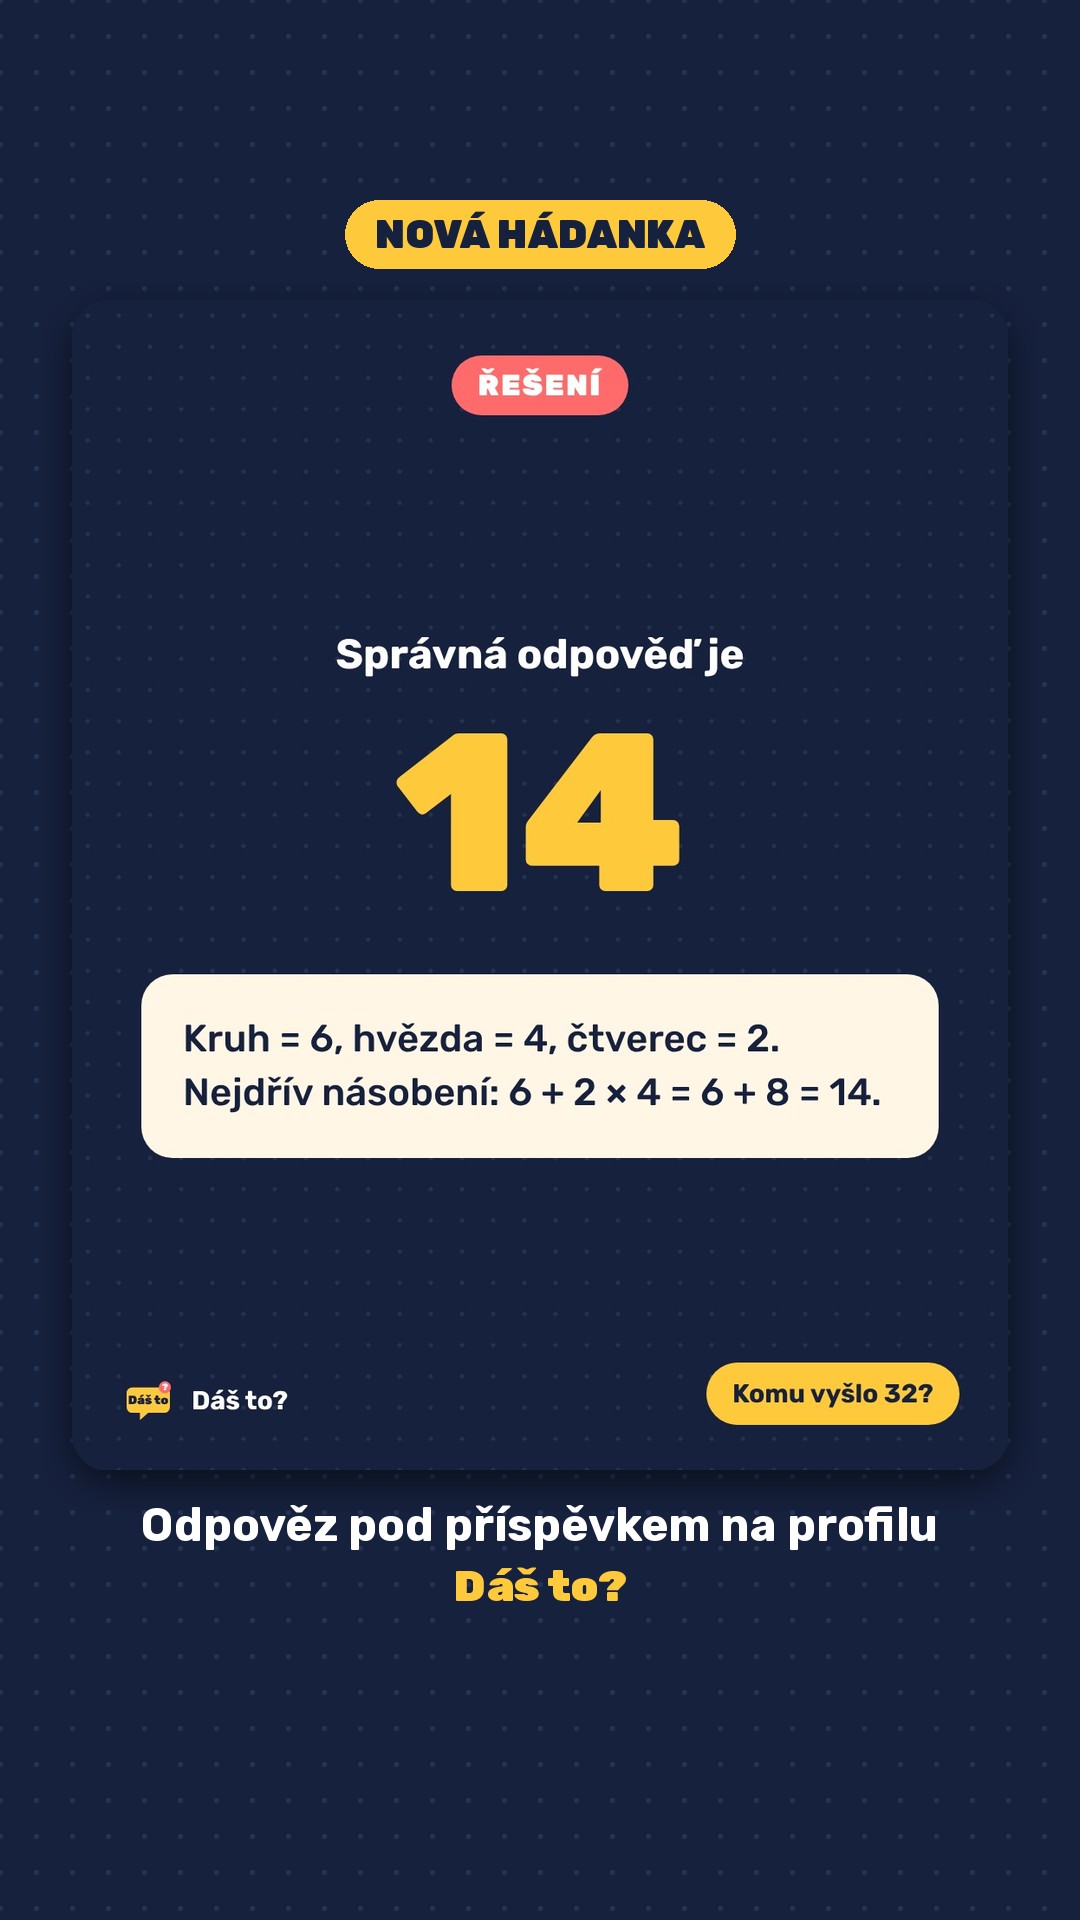 NOVÁ HÁDANKA
ŘEŠENÍ
Správná odpověď je
14
Kruh = 6, hvězda = 4, čtverec = 2.
Nejdřív násobení: 6 + 2 × 4 = 6 + 8 = 14.
Dáš to
?
Dáš to?
Komu vyšlo 32?
Odpověz pod příspěvkem na profilu
Dáš to?